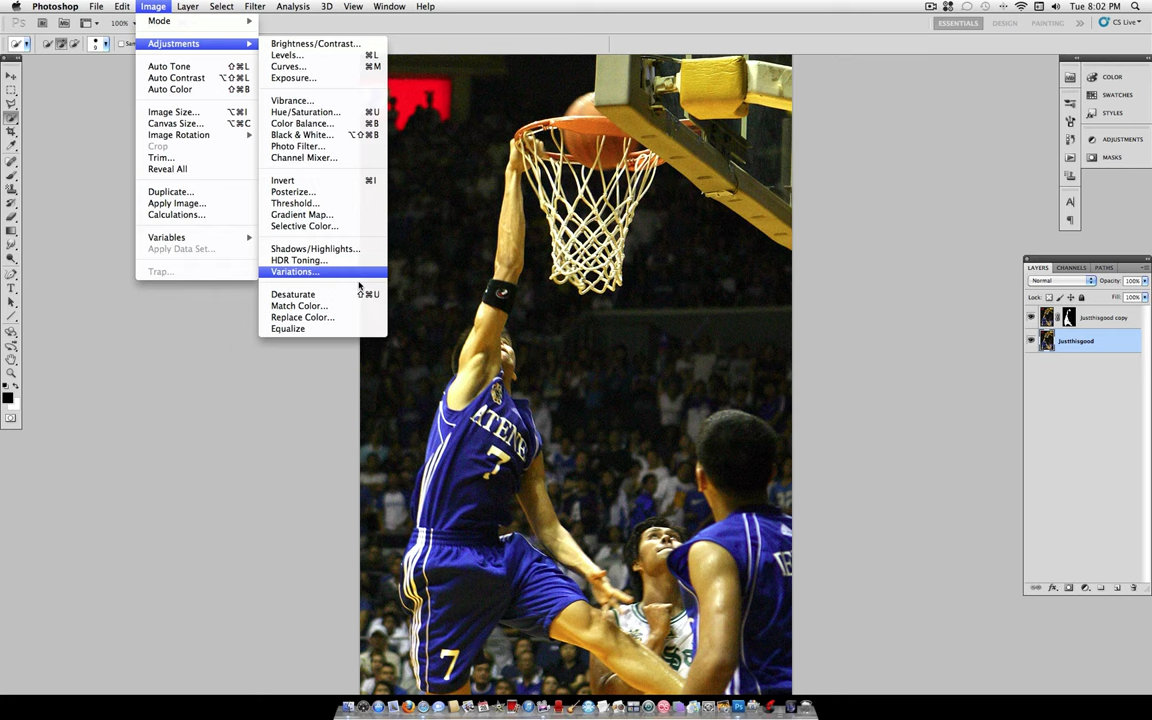 Photoshop File Edit Image Layer Select Filter Analysis 3D View Window Help Tue 8:02 PM
Ps Mb 100% ESSENTIALS DESIGN PAINTING CS Live
9
Mode
Adjustments
Auto Tone ⇧⌘L
Auto Contrast ⌥⇧⌘L
Auto Color ⇧⌘B
Image Size... ⌥⌘I
Canvas Size... ⌥⌘C
Image Rotation
Crop
Trim...
Reveal All
Duplicate...
Apply Image...
Calculations...
Variables
Apply Data Set...
Trap...
Brightness/Contrast...
Levels... ⌘L
Curves... ⌘M
Exposure...
Vibrance...
Hue/Saturation... ⌘U
Color Balance... ⌘B
Black & White... ⌥⇧⌘B
Photo Filter...
Channel Mixer...
Invert ⌘I
Posterize...
Threshold...
Gradient Map...
Selective Color...
Shadows/Highlights...
HDR Toning...
Variations...
Desaturate ⇧⌘U
Match Color...
Replace Color...
Equalize
ATENE
7
7
COLOR
SWATCHES
STYLES
ADJUSTMENTS
MASKS
LAYERS CHANNELS PATHS
Normal Opacity: 100%
Lock: Fill: 100%
Justthisgood copy
Justthisgood